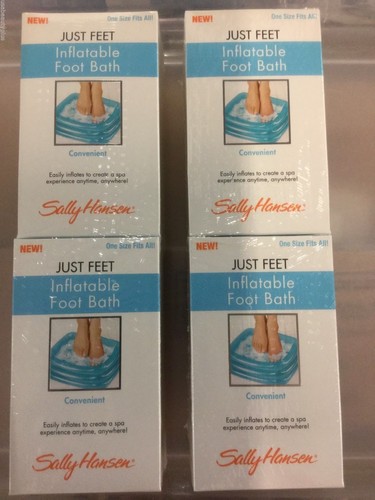 NEW! One Size Fits All!
JUST FEET
Inflatable
Foot Bath
Convenient
Easily inflates to create a spa
experience anytime, anywhere!
Sally Hansen
NEW! One Size Fits All!
JUST FEET
Inflatable
Foot Bath
Convenient
Easily inflates to create a spa
experience anytime, anywhere!
Sally Hansen
NEW! One Size Fits All!
JUST FEET
Inflatable
Foot Bath
Convenient
Easily inflates to create a spa
experience anytime, anywhere!
Sally Hansen
NEW! One Size Fits All!
JUST FEET
Inflatable
Foot Bath
Convenient
Easily inflates to create a spa
experience anytime, anywhere!
Sally Hansen